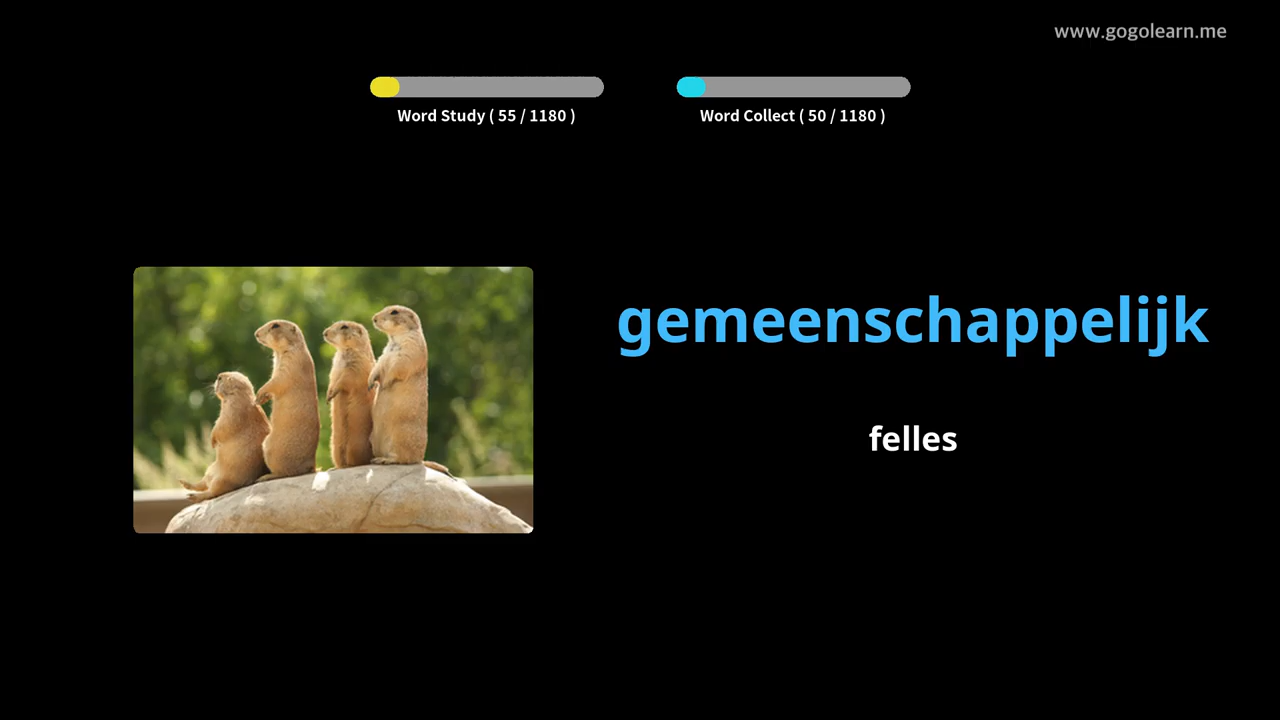 www.gogolearn.me
Word Study ( 55 / 1180 )
Word Collect ( 50 / 1180 )
gemeenschappelijk
felles